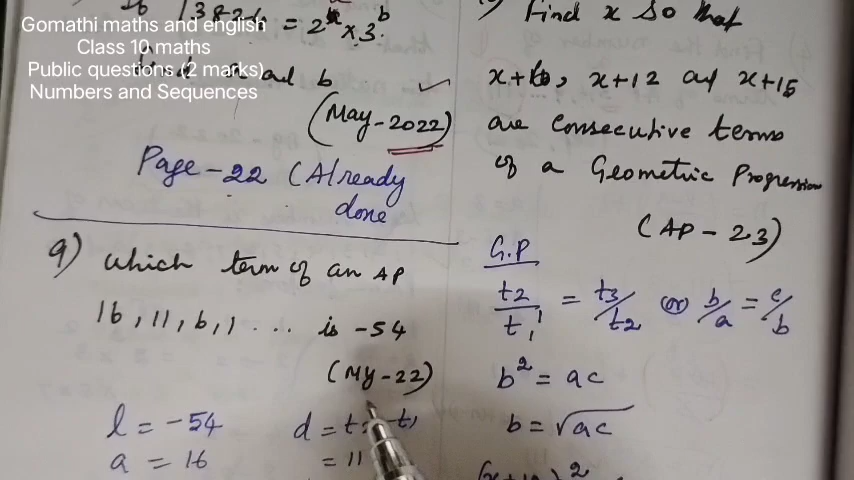 Gomathi maths and english
Class 10 maths
Public questions (2 marks)
Numbers and Sequences
= 2 × 3ᵇ
and b
(May-2022)
Page-22 (Already
done
9) which term of an AP
16, 11, 6, 1 .... is -54
(My-22)
l = -54
a = 16
d = t₂ - t₁
= 11
Find x so that
x+6, x+12 and x+15
are consecutive terms
of a Geometric Progression
(AP-23)
G.P
t2/t1 = t3/t2 or b/a = c/b
b² = ac
b = √ac